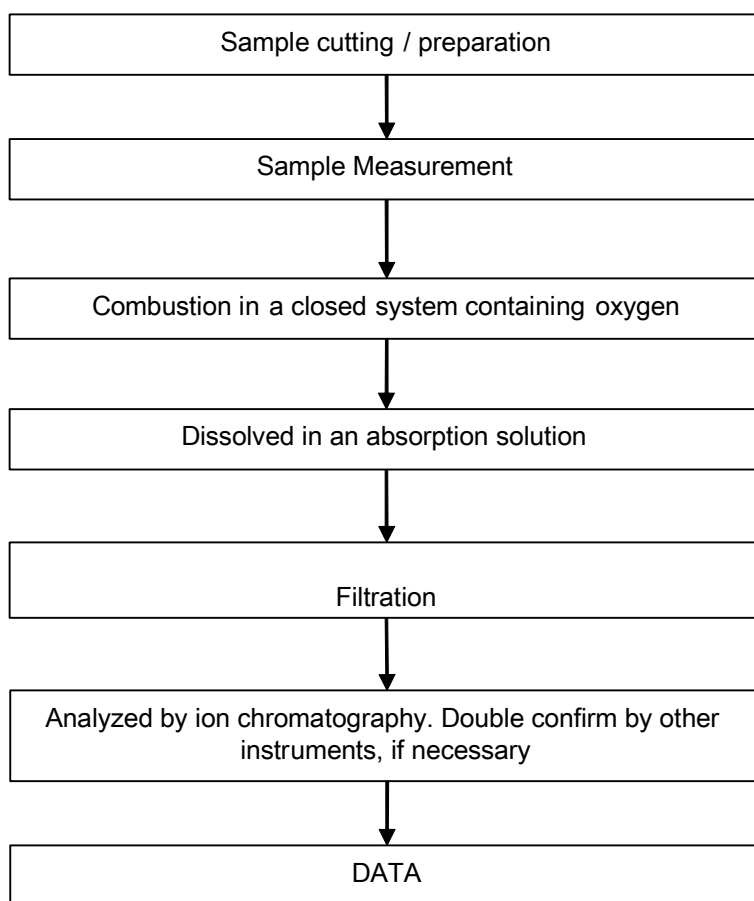 Sample cutting / preparation
Sample Measurement
Combustion in a closed system containing oxygen
Dissolved in an absorption solution
Filtration
Analyzed by ion chromatography. Double confirm by other
instruments, if necessary
DATA